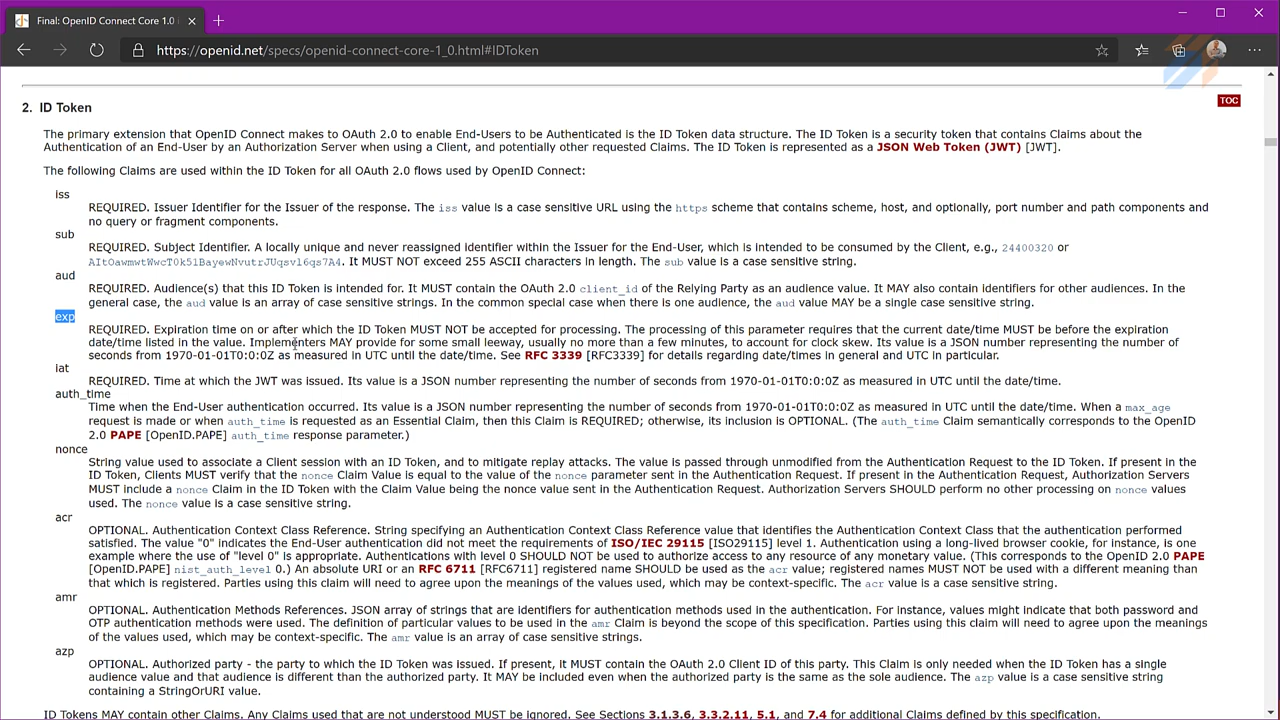 Final: OpenID Connect Core 1.0
https://openid.net/specs/openid-connect-core-1_0.html#IDToken
TOC
2.  ID Token
The primary extension that OpenID Connect makes to OAuth 2.0 to enable End-Users to be Authenticated is the ID Token data structure. The ID Token is a security token that contains Claims about the
Authentication of an End-User by an Authorization Server when using a Client, and potentially other requested Claims. The ID Token is represented as a JSON Web Token (JWT) [JWT].
The following Claims are used within the ID Token for all OAuth 2.0 flows used by OpenID Connect:
iss
REQUIRED. Issuer Identifier for the Issuer of the response. The iss value is a case sensitive URL using the https scheme that contains scheme, host, and optionally, port number and path components and
no query or fragment components.
sub
REQUIRED. Subject Identifier. A locally unique and never reassigned identifier within the Issuer for the End-User, which is intended to be consumed by the Client, e.g., 24400320 or
AItOawmwtWwcT0k51BayewNvutrJUqsvl6qs7A4. It MUST NOT exceed 255 ASCII characters in length. The sub value is a case sensitive string.
aud
REQUIRED. Audience(s) that this ID Token is intended for. It MUST contain the OAuth 2.0 client_id of the Relying Party as an audience value. It MAY also contain identifiers for other audiences. In the
general case, the aud value is an array of case sensitive strings. In the common special case when there is one audience, the aud value MAY be a single case sensitive string.
exp
REQUIRED. Expiration time on or after which the ID Token MUST NOT be accepted for processing. The processing of this parameter requires that the current date/time MUST be before the expiration
date/time listed in the value. Implementers MAY provide for some small leeway, usually no more than a few minutes, to account for clock skew. Its value is a JSON number representing the number of
seconds from 1970-01-01T0:0:0Z as measured in UTC until the date/time. See RFC 3339 [RFC3339] for details regarding date/times in general and UTC in particular.
iat
REQUIRED. Time at which the JWT was issued. Its value is a JSON number representing the number of seconds from 1970-01-01T0:0:0Z as measured in UTC until the date/time.
auth_time
Time when the End-User authentication occurred. Its value is a JSON number representing the number of seconds from 1970-01-01T0:0:0Z as measured in UTC until the date/time. When a max_age
request is made or when auth_time is requested as an Essential Claim, then this Claim is REQUIRED; otherwise, its inclusion is OPTIONAL. (The auth_time Claim semantically corresponds to the OpenID
2.0 PAPE [OpenID.PAPE] auth_time response parameter.)
nonce
String value used to associate a Client session with an ID Token, and to mitigate replay attacks. The value is passed through unmodified from the Authentication Request to the ID Token. If present in the
ID Token, Clients MUST verify that the nonce Claim Value is equal to the value of the nonce parameter sent in the Authentication Request. If present in the Authentication Request, Authorization Servers
MUST include a nonce Claim in the ID Token with the Claim Value being the nonce value sent in the Authentication Request. Authorization Servers SHOULD perform no other processing on nonce values
used. The nonce value is a case sensitive string.
acr
OPTIONAL. Authentication Context Class Reference. String specifying an Authentication Context Class Reference value that identifies the Authentication Context Class that the authentication performed
satisfied. The value "0" indicates the End-User authentication did not meet the requirements of ISO/IEC 29115 [ISO29115] level 1. Authentication using a long-lived browser cookie, for instance, is one
example where the use of "level 0" is appropriate. Authentications with level 0 SHOULD NOT be used to authorize access to any resource of any monetary value. (This corresponds to the OpenID 2.0 PAPE
[OpenID.PAPE] nist_auth_level 0.) An absolute URI or an RFC 6711 [RFC6711] registered name SHOULD be used as the acr value; registered names MUST NOT be used with a different meaning than
that which is registered. Parties using this claim will need to agree upon the meanings of the values used, which may be context-specific. The acr value is a case sensitive string.
amr
OPTIONAL. Authentication Methods References. JSON array of strings that are identifiers for authentication methods used in the authentication. For instance, values might indicate that both password and
OTP authentication methods were used. The definition of particular values to be used in the amr Claim is beyond the scope of this specification. Parties using this claim will need to agree upon the meanings
of the values used, which may be context-specific. The amr value is an array of case sensitive strings.
azp
OPTIONAL. Authorized party - the party to which the ID Token was issued. If present, it MUST contain the OAuth 2.0 Client ID of this party. This Claim is only needed when the ID Token has a single
audience value and that audience is different than the authorized party. It MAY be included even when the authorized party is the same as the sole audience. The azp value is a case sensitive string
containing a StringOrURI value.
ID Tokens MAY contain other Claims. Any Claims used that are not understood MUST be ignored. See Sections 3.1.3.6, 3.3.2.11, 5.1, and 7.4 for additional Claims defined by this specification.